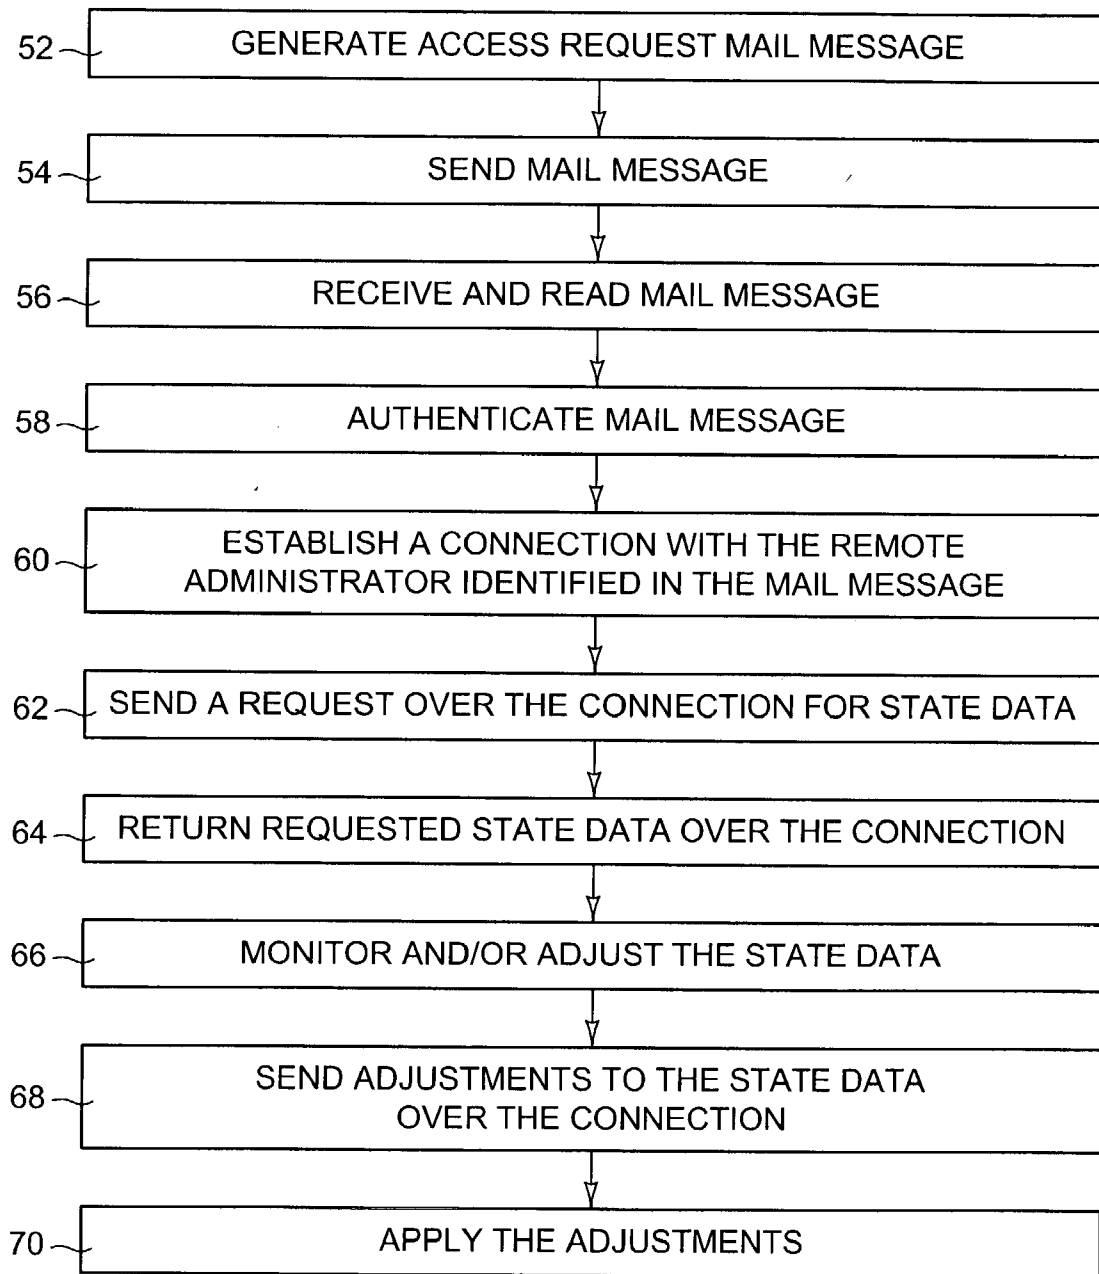 52 GENERATE ACCESS REQUEST MAIL MESSAGE
54 SEND MAIL MESSAGE
56 RECEIVE AND READ MAIL MESSAGE
58 AUTHENTICATE MAIL MESSAGE
60 ESTABLISH A CONNECTION WITH THE REMOTE
ADMINISTRATOR IDENTIFIED IN THE MAIL MESSAGE
62 SEND A REQUEST OVER THE CONNECTION FOR STATE DATA
64 RETURN REQUESTED STATE DATA OVER THE CONNECTION
66 MONITOR AND/OR ADJUST THE STATE DATA
68 SEND ADJUSTMENTS TO THE STATE DATA
OVER THE CONNECTION
70 APPLY THE ADJUSTMENTS